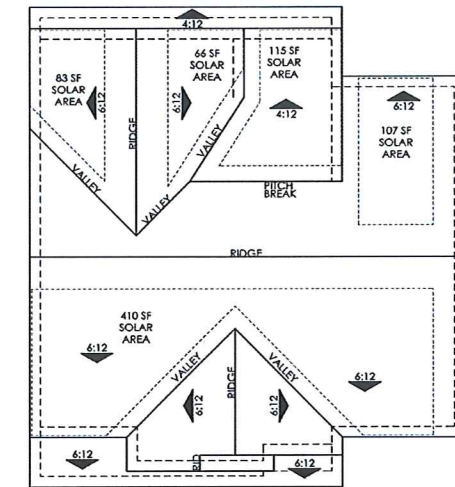 4:12
83 SF
SOLAR
AREA
6:12
66 SF
SOLAR
AREA
6:12
115 SF
SOLAR
AREA
4:12
6:12
107 SF
SOLAR
AREA
RIDGE
VALLEY
VALLEY
VALLEY
PITCH
BREAK
RIDGE
410 SF
SOLAR
AREA
6:12
VALLEY
RIDGE
VALLEY
6:12
6:12
6:12
RID
6:12
6:12